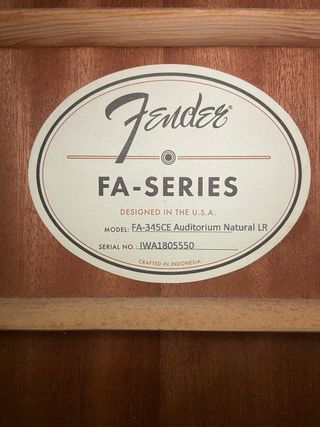 Fender®
FA-SERIES
DESIGNED IN THE U.S.A.
MODEL: FA-345CE Auditorium Natural LR
SERIAL NO.: IWA1805550
CRAFTED IN INDONESIA